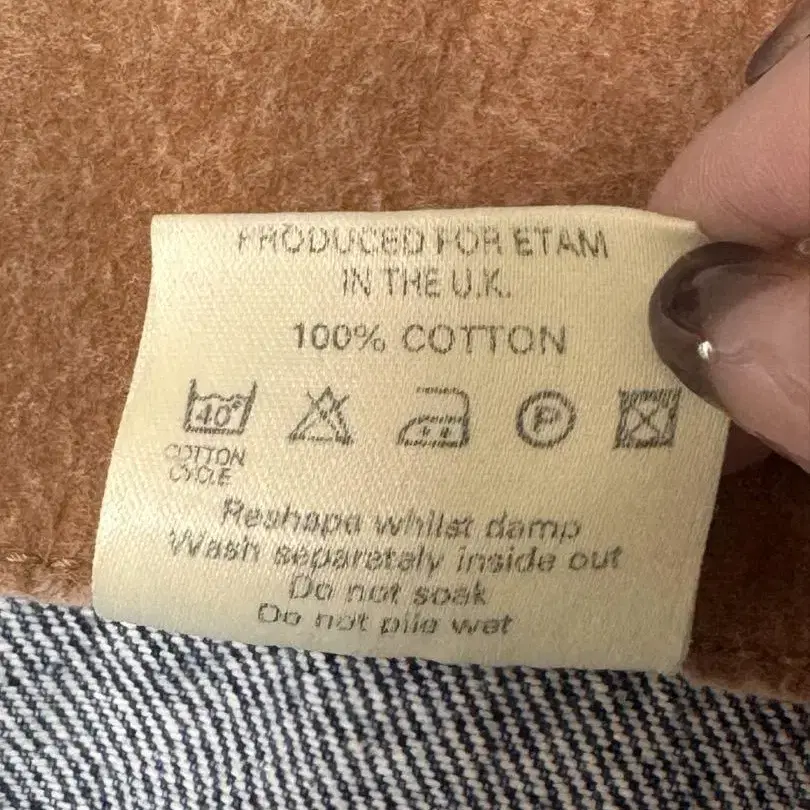 PRODUCED FOR ETAM
IN THE U.K.
100% COTTON
40° P
COTTON
CYCLE
Reshape whilst damp
Wash separately inside out
Do not soak
Do not pile wet